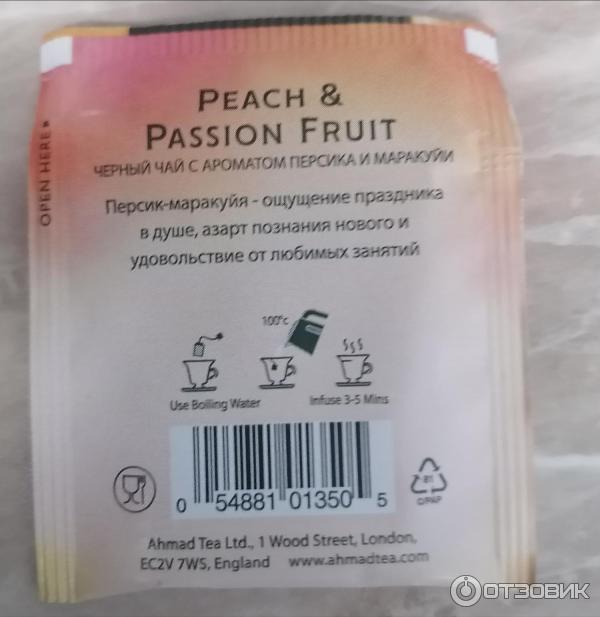 PEACH &
PASSION FRUIT
ЧЕРНЫЙ ЧАЙ С АРОМАТОМ ПЕРСИКА И МАРАКУЙИ
Персик-маракуйя - ощущение праздника
в душе, азарт познания нового и
удовольствие от любимых занятий
OPEN HERE
100°c
Use Boiling Water
Infuse 3-5 Mins
0 54881 01350 5
81
C/PAP
Ahmad Tea Ltd., 1 Wood Street, London,
EC2V 7WS, England www.ahmadtea.com
ОТЗОВИК